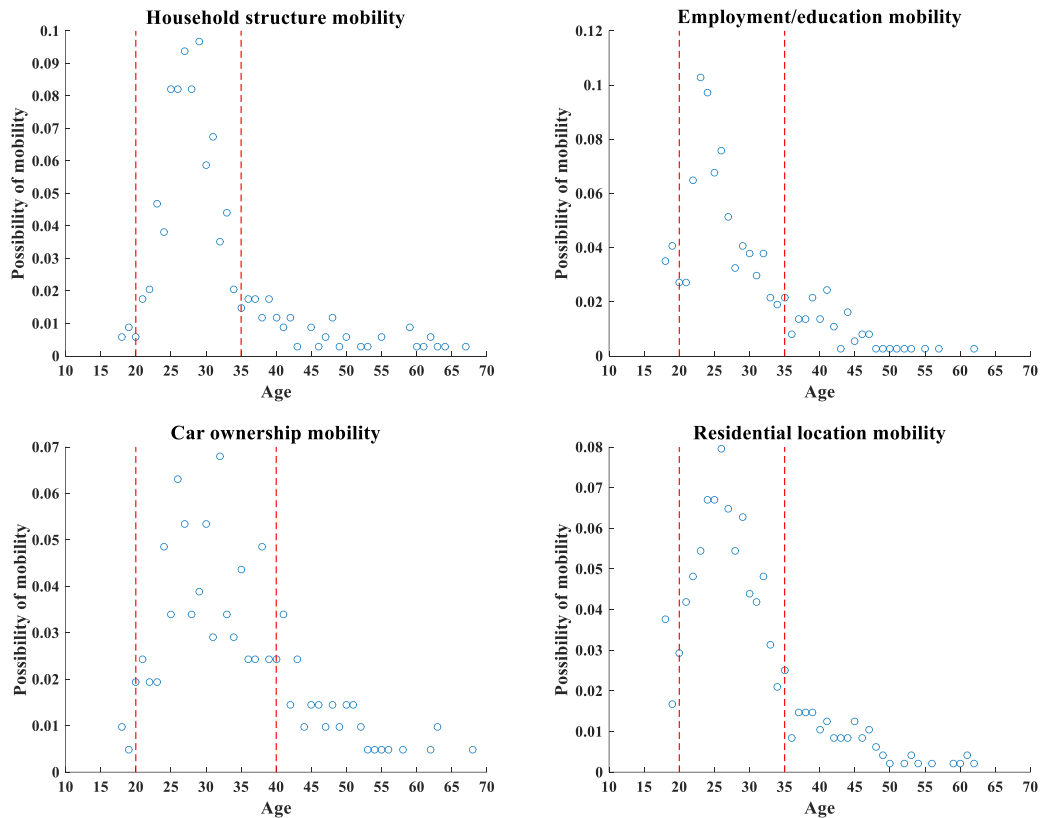 Household structure mobility
0.1
0.09
0.08
0.07
0.06
0.05
0.04
0.03
0.02
0.01
0
Possibility of mobility
10 15 20 25 30 35 40 45 50 55 60 65 70
Age
Employment/education mobility
0.12
0.1
0.08
0.06
0.04
0.02
0
Possibility of mobility
10 15 20 25 30 35 40 45 50 55 60 65 70
Age
Car ownership mobility
0.07
0.06
0.05
0.04
0.03
0.02
0.01
0
Possibility of mobility
10 15 20 25 30 35 40 45 50 55 60 65 70
Age
Residential location mobility
0.08
0.07
0.06
0.05
0.04
0.03
0.02
0.01
0
Possibility of mobility
10 15 20 25 30 35 40 45 50 55 60 65 70
Age